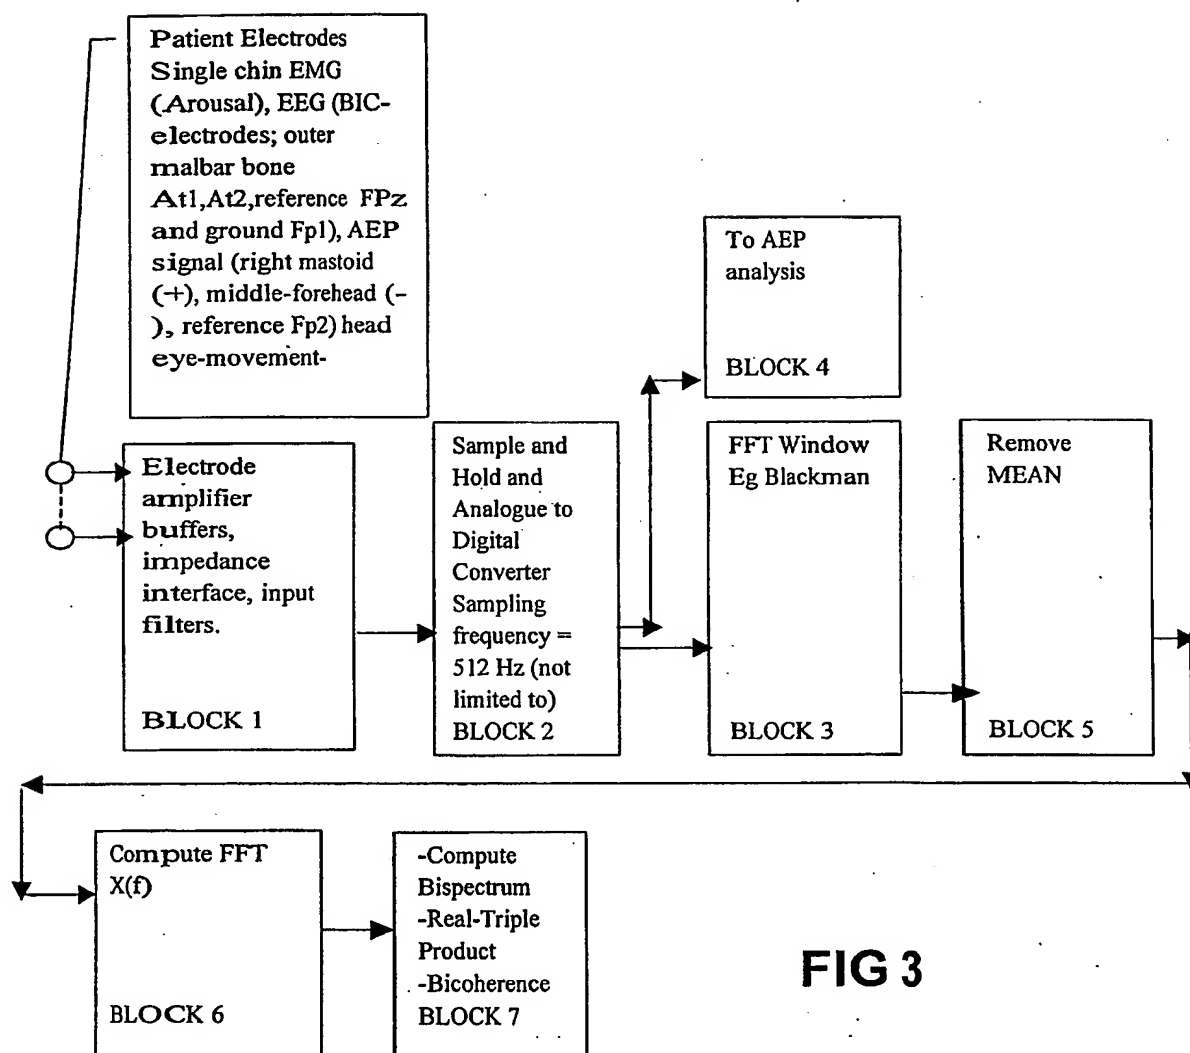 Patient Electrodes
Single chin EMG
(Arousal), EEG (BIC-
electrodes; outer
malbar bone
At1,At2,reference FPz
and ground Fp1), AEP
signal (right mastoid
(+), middle-forehead (-
), reference Fp2) head
eye-movement-
To AEP
analysis
BLOCK 4
Electrode
amplifier
buffers,
impedance
interface, input
filters.
BLOCK 1
Sample and
Hold and
Analogue to
Digital
Converter
Sampling
frequency =
512 Hz (not
limited to)
BLOCK 2
FFT Window
Eg Blackman
BLOCK 3
Remove
MEAN
BLOCK 5
Compute FFT
X(f)
BLOCK 6
-Compute
Bispectrum
-Real-Triple
Product
-Bicoherence
BLOCK 7
FIG 3